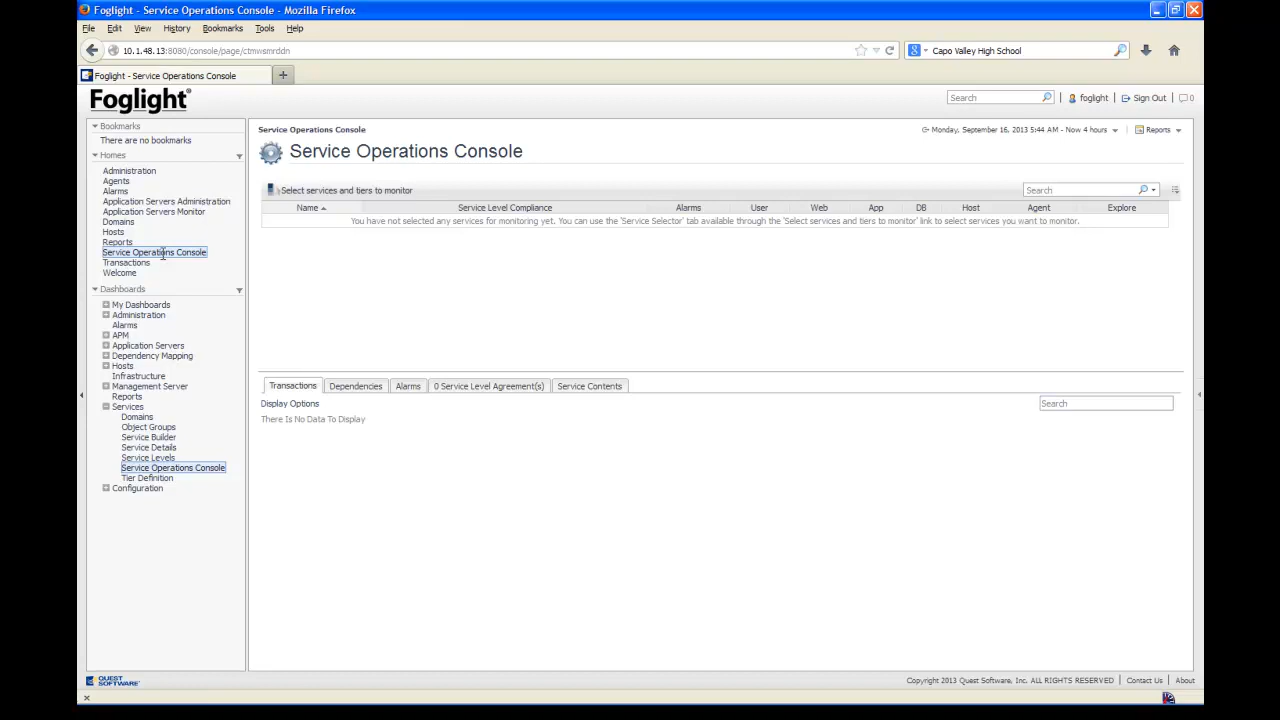 Foglight - Service Operations Console - Mozilla Firefox
File Edit View History Bookmarks Tools Help
10.1.48.13:8080/console/page/ctmwsmrddn
Capo Valley High School
Foglight - Service Operations Console
Foglight®
Search
foglight
Sign Out
0
Bookmarks
There are no bookmarks
Homes
Administration
Agents
Alarms
Application Servers Administration
Application Servers Monitor
Domains
Hosts
Reports
Service Operations Console
Transactions
Welcome
Dashboards
My Dashboards
Administration
Alarms
APM
Application Servers
Dependency Mapping
Hosts
Infrastructure
Management Server
Reports
Services
Domains
Object Groups
Service Builder
Service Details
Service Levels
Service Operations Console
Tier Definition
Configuration
Service Operations Console
Monday, September 16, 2013 5:44 AM - Now 4 hours
Reports
Service Operations Console
Select services and tiers to monitor
Search
Name Service Level Compliance Alarms User Web App DB Host Agent Explore
You have not selected any services for monitoring yet. You can use the 'Service Selector' tab available through the 'Select services and tiers to monitor' link to select services you want to monitor.
Transactions Dependencies Alarms 0 Service Level Agreement(s) Service Contents
Display Options
Search
There Is No Data To Display
QUEST SOFTWARE
Copyright 2013 Quest Software, Inc. ALL RIGHTS RESERVED
Contact Us
About